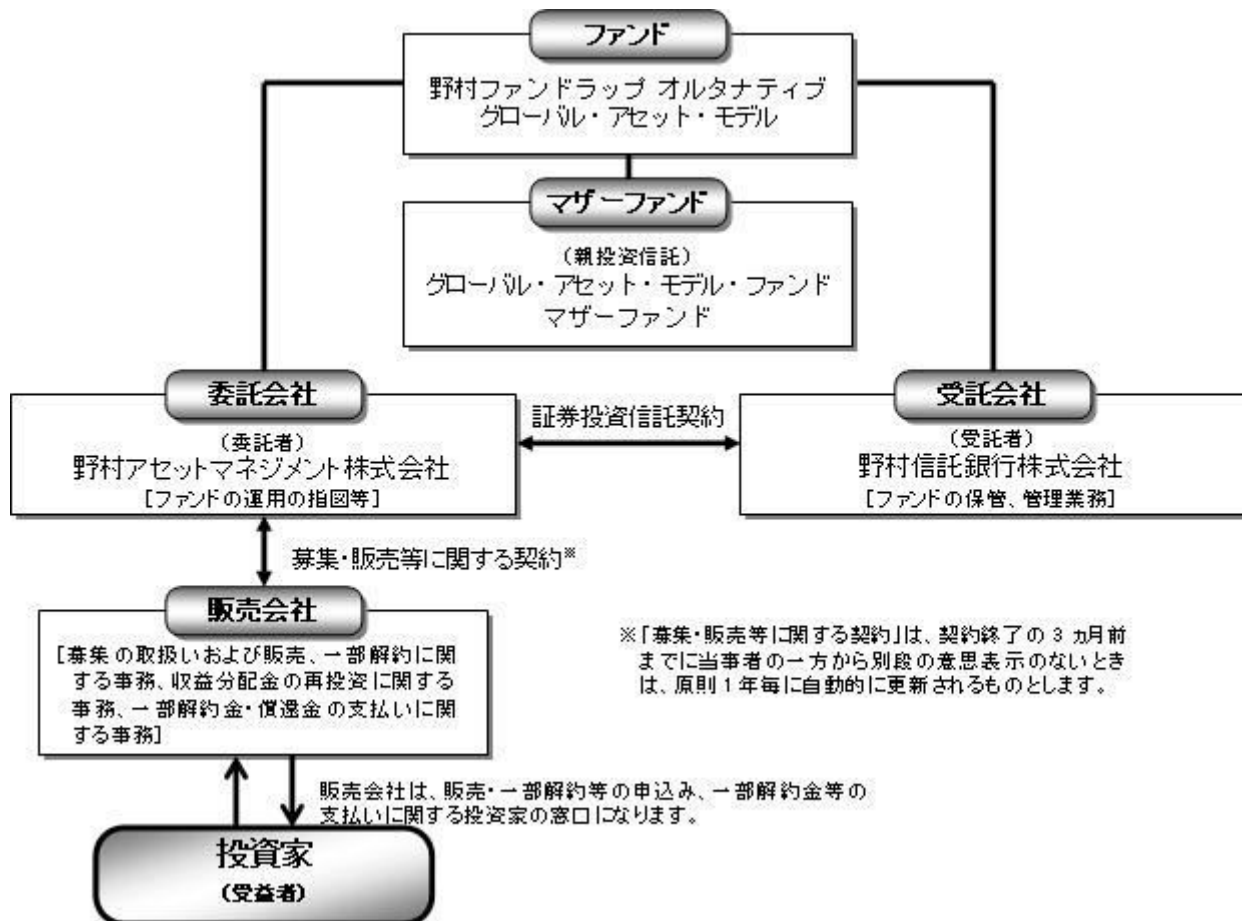 ファンド
野村ファンドラップ オルタナティブ
グローバル・アセット・モデル
マザーファンド
(親投資信託)
グローバル・アセット・モデル・ファンド
マザーファンド
委託会社
(委託者)
野村アセットマネジメント株式会社
[ファンドの運用の指図等]
証券投資信託契約
受託会社
(受託者)
野村信託銀行株式会社
[ファンドの保管、管理業務]
募集・販売等に関する契約※
販売会社
[募集の取扱いおよび販売、一部解約に関
する事務、収益分配金の再投資に関する
事務、一部解約金・償還金の支払いに関
する事務]
※「募集・販売等に関する契約」は、契約終了の3ヵ月前
までに当事者の一方から別段の意思表示のないとき
は、原則1年毎に自動的に更新されるものとします。
販売会社は、販売・一部解約等の申込み、一部解約金等の
支払いに関する投資家の窓口になります。
投資家
(受益者)